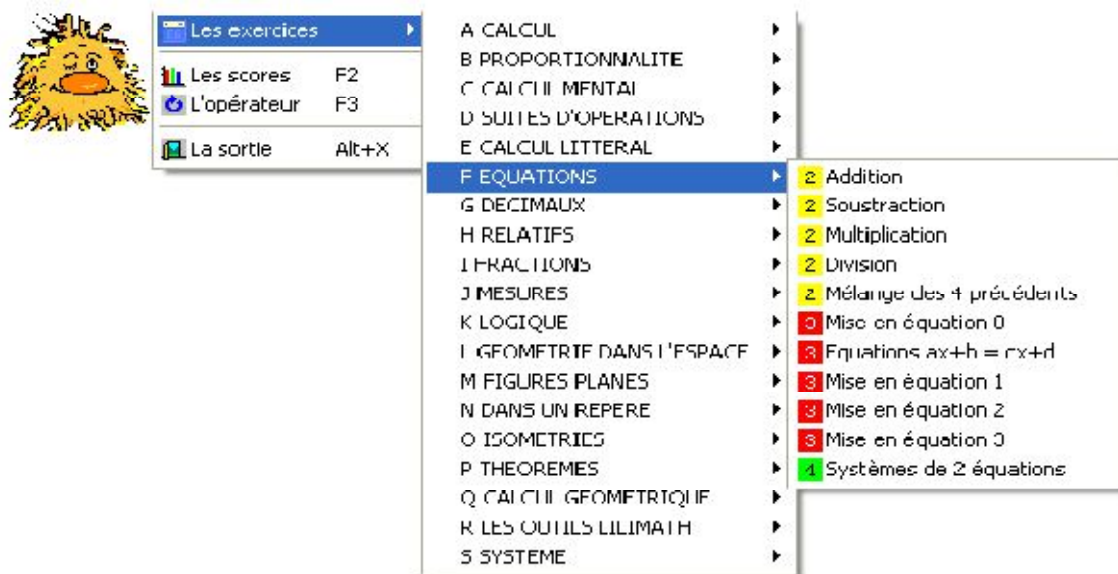 Les exercices
Les scores F2
L'opérateur F3
La sortie Alt+X
A CALCUL
B PROPORTIONNALITE
C CALCUL MENTAL
D SUITES D'OPERATIONS
E CALCUL LITTERAL
F EQUATIONS
G DECIMAUX
H RELATIFS
I FRACTIONS
J MESURES
K LOGIQUE
L GEOMETRIE DANS L'ESPACE
M FIGURES PLANES
N DANS UN REPERE
O ISOMETRIES
P THEOREMES
Q CALCUL GEOMETRIQUE
R LES OUTILS LILIMATH
S SYSTEME
2 Addition
2 Soustraction
2 Multiplication
2 Division
2 Mélange des 4 précédents
3 Mise en équation 0
3 Equations ax+b = cx+d
3 Mise en équation 1
3 Mise en équation 2
3 Mise en équation 3
4 Systèmes de 2 équations